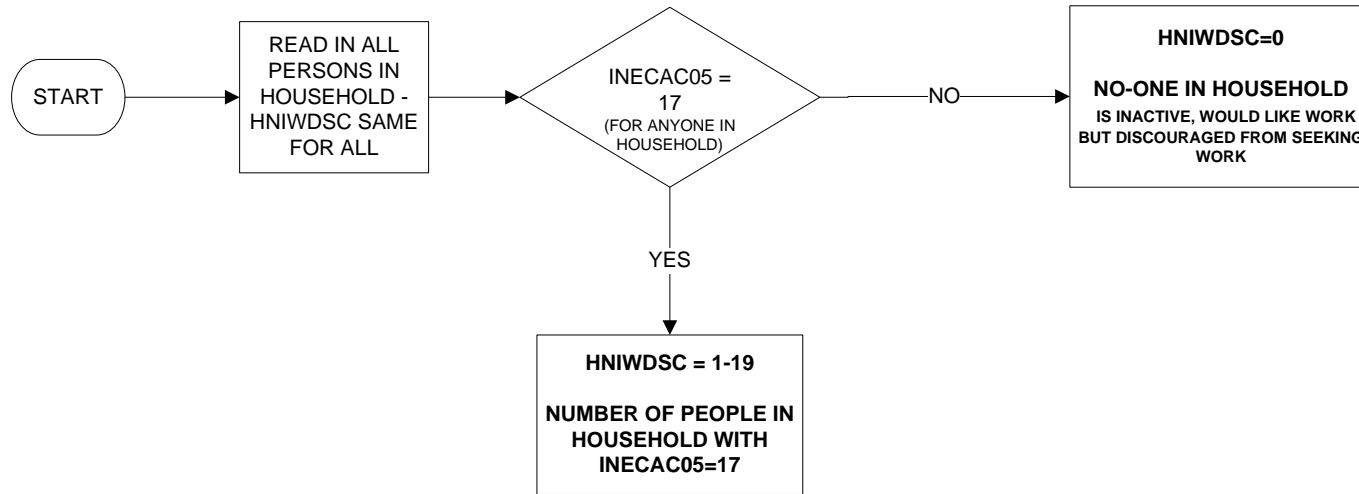 START
READ IN ALL
PERSONS IN
HOUSEHOLD -
HNIWDSC SAME
FOR ALL
INECAC05 =
17
(FOR ANYONE IN
HOUSEHOLD)
NO
HNIWDSC=0
NO-ONE IN HOUSEHOLD
IS INACTIVE, WOULD LIKE WORK
BUT DISCOURAGED FROM SEEKING
WORK
YES
HNIWDSC = 1-19
NUMBER OF PEOPLE IN
HOUSEHOLD WITH
INECAC05=17